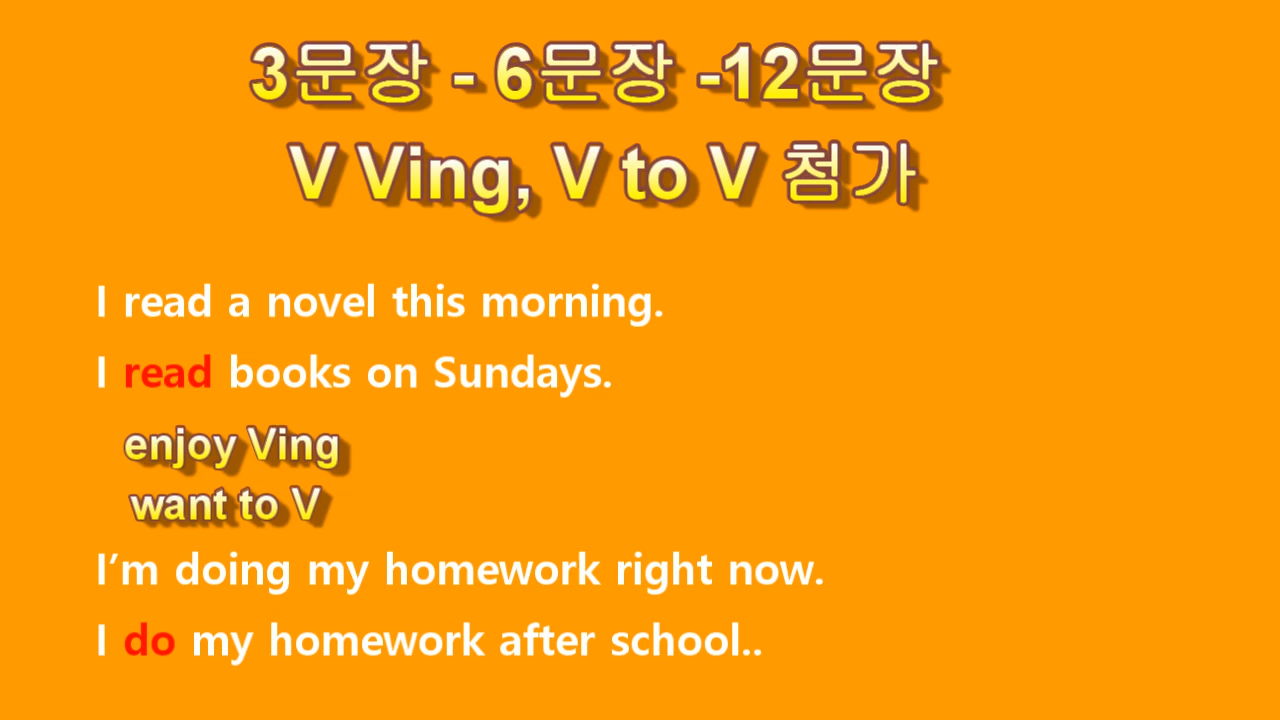 3문장 - 6문장 -12문장
V Ving, V to V 첨가
I read a novel this morning.
I read books on Sundays.
enjoy Ving
want to V
I’m doing my homework right now.
I do my homework after school..